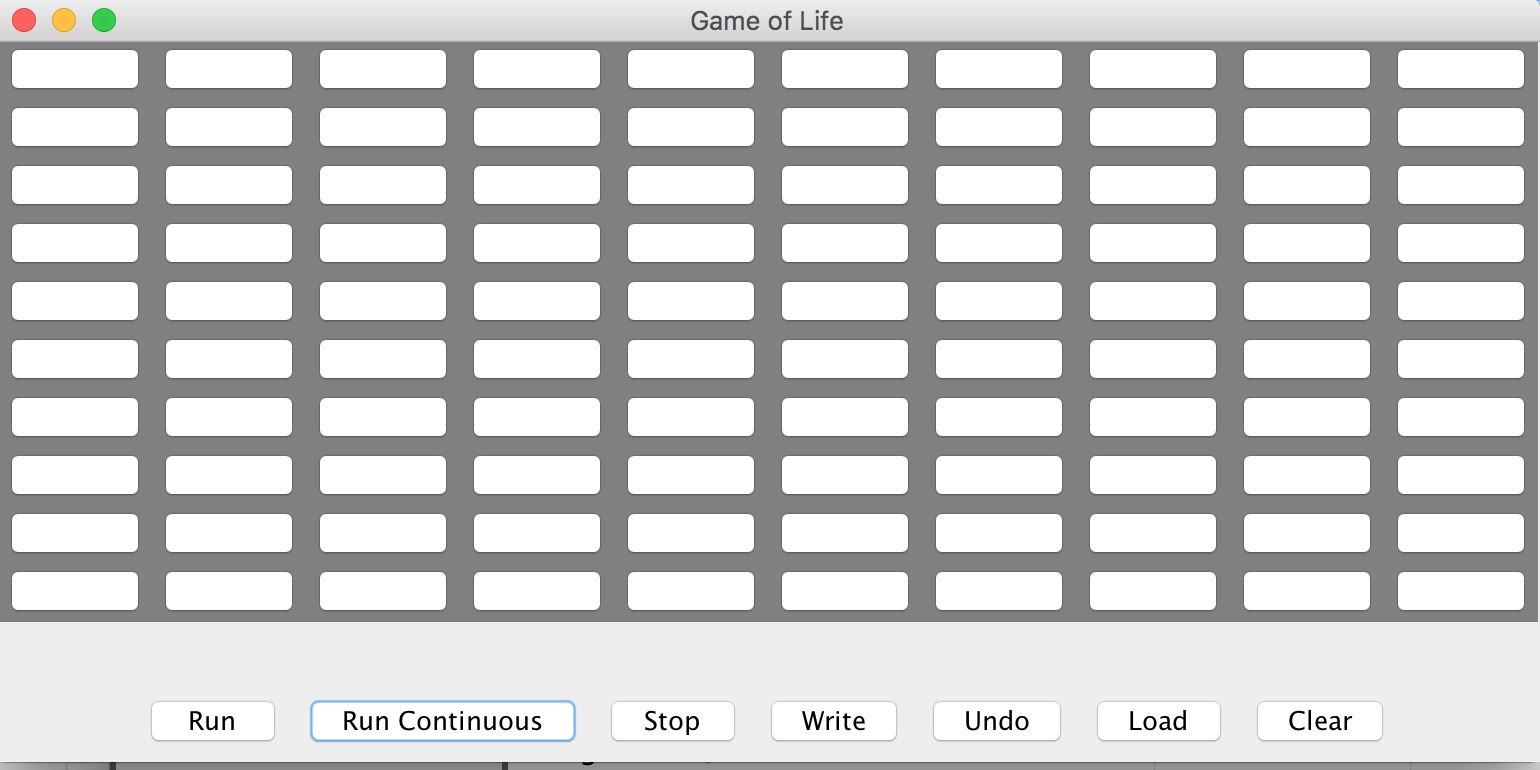 Game of Life
Run
Run Continuous
Stop
Write
Undo
Load
Clear